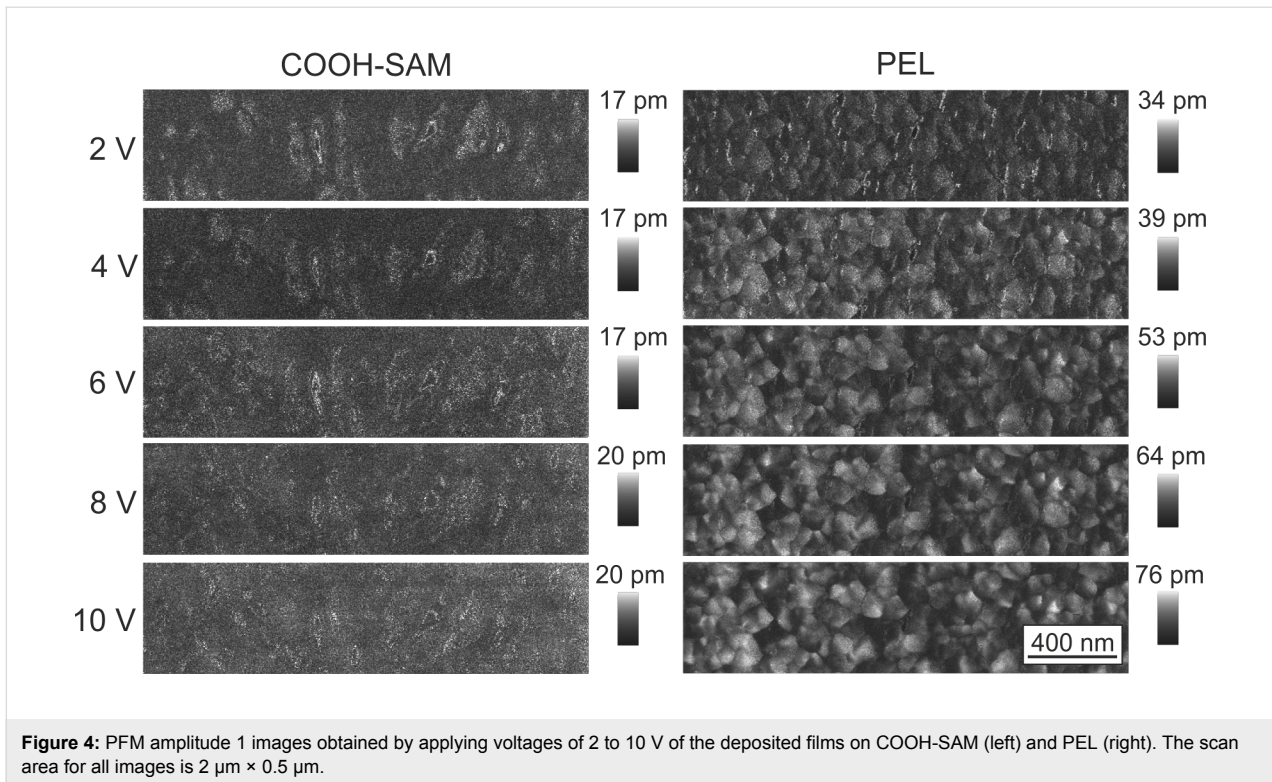 COOH-SAM PEL
2 V 17 pm 34 pm
4 V 17 pm 39 pm
6 V 17 pm 53 pm
8 V 20 pm 64 pm
10 V 20 pm 76 pm
400 nm
Figure 4: PFM amplitude 1 images obtained by applying voltages of 2 to 10 V of the deposited films on COOH-SAM (left) and PEL (right). The scan
area for all images is 2 μm × 0.5 μm.